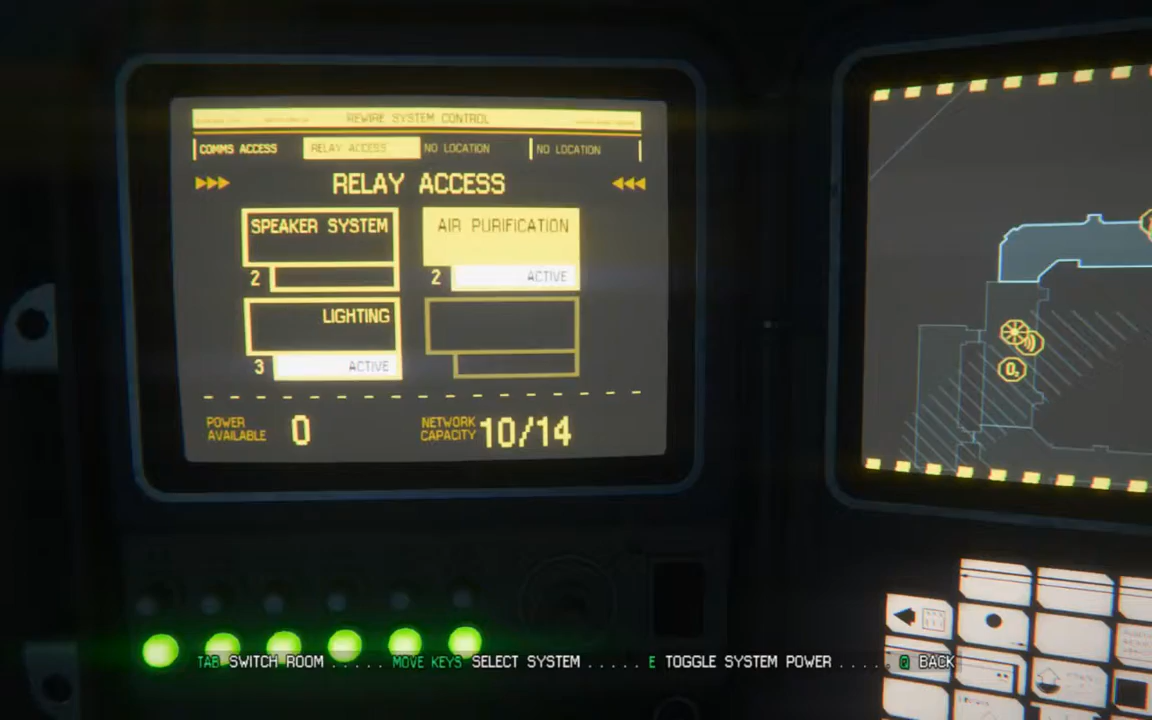 REWIRE SYSTEM CONTROL
COMMS ACCESS
RELAY ACCESS
NO LOCATION
NO LOCATION
RELAY ACCESS
SPEAKER SYSTEM
2
AIR PURIFICATION
2 ACTIVE
LIGHTING
3 ACTIVE
POWER AVAILABLE 0
NETWORK CAPACITY 10/14
O₂
TAB SWITCH ROOM ..... MOVE KEYS SELECT SYSTEM ...... E TOGGLE SYSTEM POWER ...... Q BACK